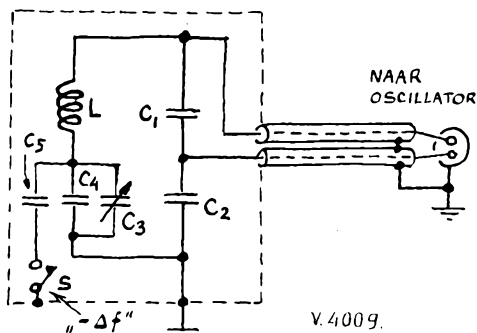 NAAR
OSCILLATOR
L
C1
C5
C4
C3
C2
S
„-Δf"
V.4009.